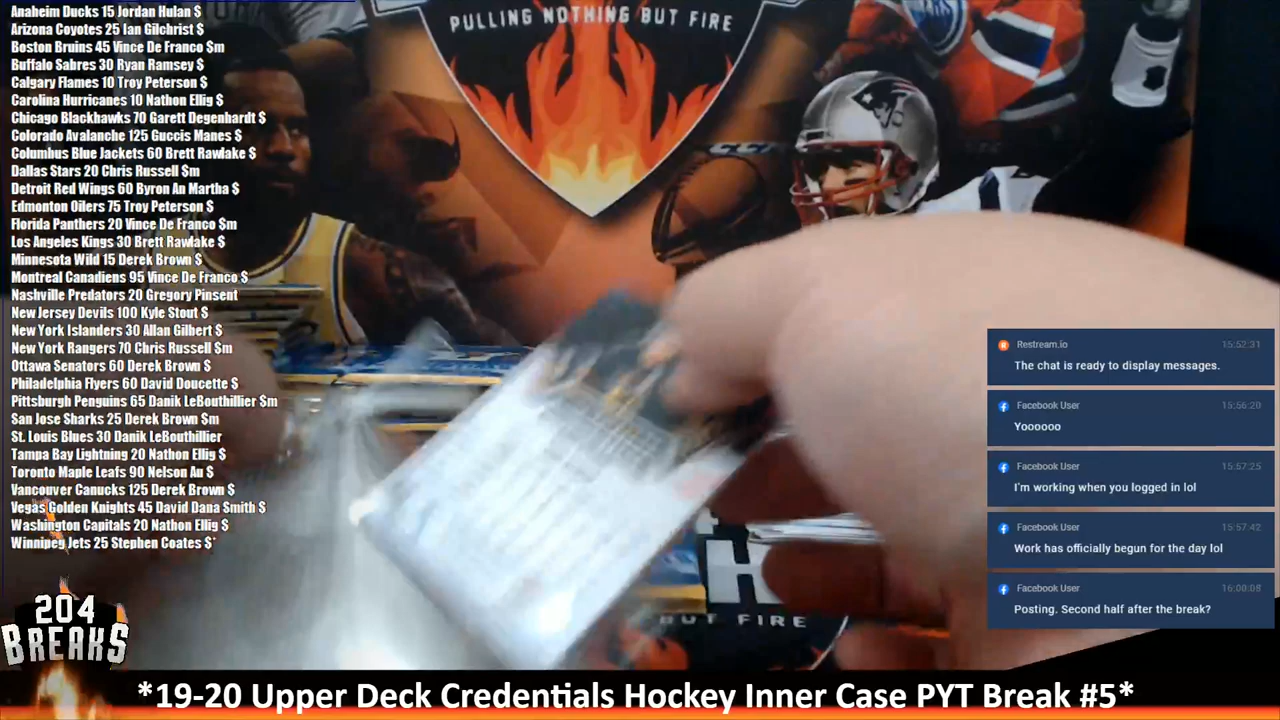 PULLING NOTHING BUT FIRE
Anaheim Ducks 15 Jordan Hulan $
Arizona Coyotes 25 Ian Gilchrist $
Boston Bruins 45 Vince De Franco $m
Buffalo Sabres 30 Ryan Ramsey $
Calgary Flames 10 Troy Peterson $
Carolina Hurricanes 10 Nathon Ellig $
Chicago Blackhawks 70 Garett Degenhardt $
Colorado Avalanche 125 Guccis Manes $
Columbus Blue Jackets 60 Brett Rawlake $
Dallas Stars 20 Chris Russell $m
Detroit Red Wings 60 Byron Au Martha $
Edmonton Oilers 75 Troy Peterson $
Florida Panthers 20 Vince De Franco $m
Los Angeles Kings 30 Brett Rawlake $
Minnesota Wild 15 Derek Brown $
Montreal Canadiens 95 Vince De Franco $
Nashville Predators 20 Gregory Pinsent
New Jersey Devils 100 Kyle Stout $
New York Islanders 30 Allan Gilbert $
New York Rangers 70 Chris Russell $m
Ottawa Senators 60 Derek Brown $
Philadelphia Flyers 60 David Doucette $
Pittsburgh Penguins 65 Danik LeBouthillier $m
San Jose Sharks 25 Derek Brown $m
St. Louis Blues 30 Danik LeBouthillier
Tampa Bay Lightning 20 Nathon Ellig $
Toronto Maple Leafs 90 Nelson Au $
Vancouver Canucks 125 Derek Brown $
Vegas Golden Knights 45 David Dana Smith $
Washington Capitals 20 Nathon Ellig $
Winnipeg Jets 25 Stephen Coates $*
Restream.io 15:52:31
The chat is ready to display messages.
Facebook User 15:56:20
Yoooooo
Facebook User 15:57:25
I'm working when you logged in lol
Facebook User 15:57:42
Work has officially begun for the day lol
Facebook User 16:00:08
Posting. Second half after the break?
H
BUT FIRE
204
BREAKS
*19-20 Upper Deck Credentials Hockey Inner Case PYT Break #5*